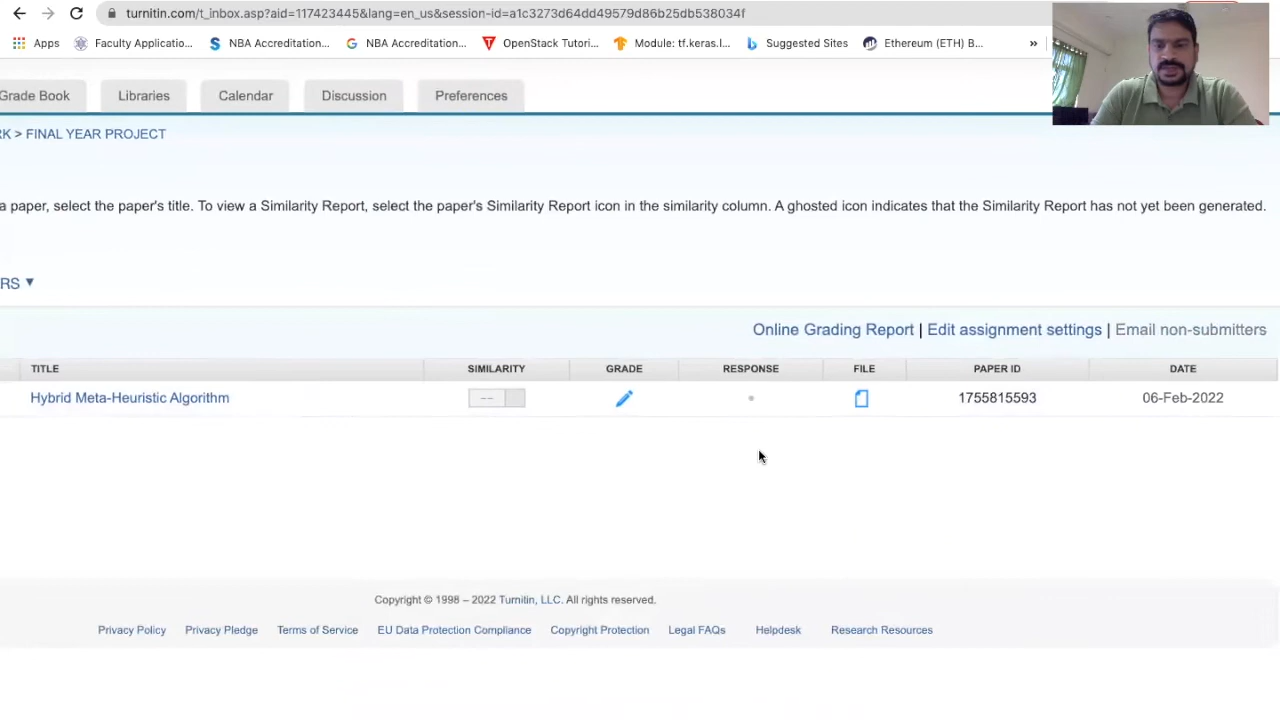 turnitin.com/t_inbox.asp?aid=117423445&lang=en_us&session-id=a1c3273d64dd49579d86b25db538034f
Apps Faculty Applicatio... NBA Accreditation... NBA Accreditation... OpenStack Tutori... Module: tf.keras.l... Suggested Sites Ethereum (ETH) B... »
Grade Book Libraries Calendar Discussion Preferences
RK > FINAL YEAR PROJECT
a paper, select the paper's title. To view a Similarity Report, select the paper's Similarity Report icon in the similarity column. A ghosted icon indicates that the Similarity Report has not yet been generated.
RS ▼
Online Grading Report | Edit assignment settings | Email non-submitters
TITLE SIMILARITY GRADE RESPONSE FILE PAPER ID DATE
Hybrid Meta-Heuristic Algorithm -- 1755815593 06-Feb-2022
Copyright © 1998 – 2022 Turnitin, LLC. All rights reserved.
Privacy Policy Privacy Pledge Terms of Service EU Data Protection Compliance Copyright Protection Legal FAQs Helpdesk Research Resources